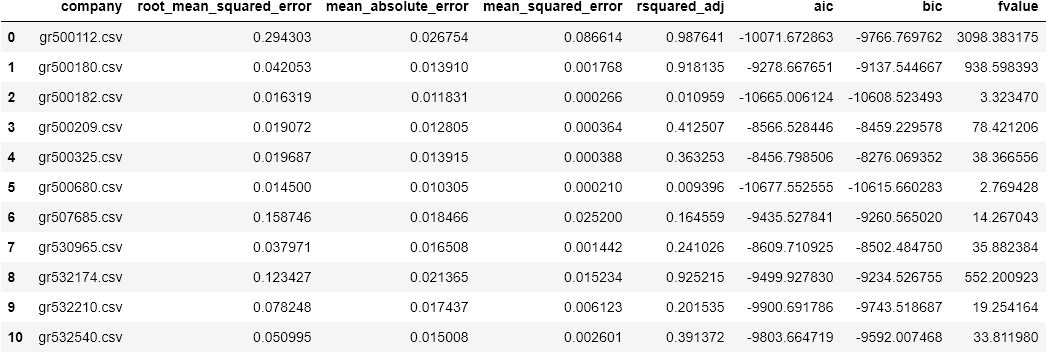 company root_mean_squared_error mean_absolute_error mean_squared_error rsquared_adj aic bic fvalue
0 gr500112.csv 0.294303 0.026754 0.086614 0.987641 -10071.672863 -9766.769762 3098.383175
1 gr500180.csv 0.042053 0.013910 0.001768 0.918135 -9278.667651 -9137.544667 938.598393
2 gr500182.csv 0.016319 0.011831 0.000266 0.010959 -10665.006124 -10608.523493 3.323470
3 gr500209.csv 0.019072 0.012805 0.000364 0.412507 -8566.528446 -8459.229578 78.421206
4 gr500325.csv 0.019687 0.013915 0.000388 0.363253 -8456.798506 -8276.069352 38.366556
5 gr500680.csv 0.014500 0.010305 0.000210 0.009396 -10677.552555 -10615.660283 2.769428
6 gr507685.csv 0.158746 0.018466 0.025200 0.164559 -9435.527841 -9260.565020 14.267043
7 gr530965.csv 0.037971 0.016508 0.001442 0.241026 -8609.710925 -8502.484750 35.882384
8 gr532174.csv 0.123427 0.021365 0.015234 0.925215 -9499.927830 -9234.526755 552.200923
9 gr532210.csv 0.078248 0.017437 0.006123 0.201535 -9900.691786 -9743.518687 19.254164
10 gr532540.csv 0.050995 0.015008 0.002601 0.391372 -9803.664719 -9592.007468 33.811980